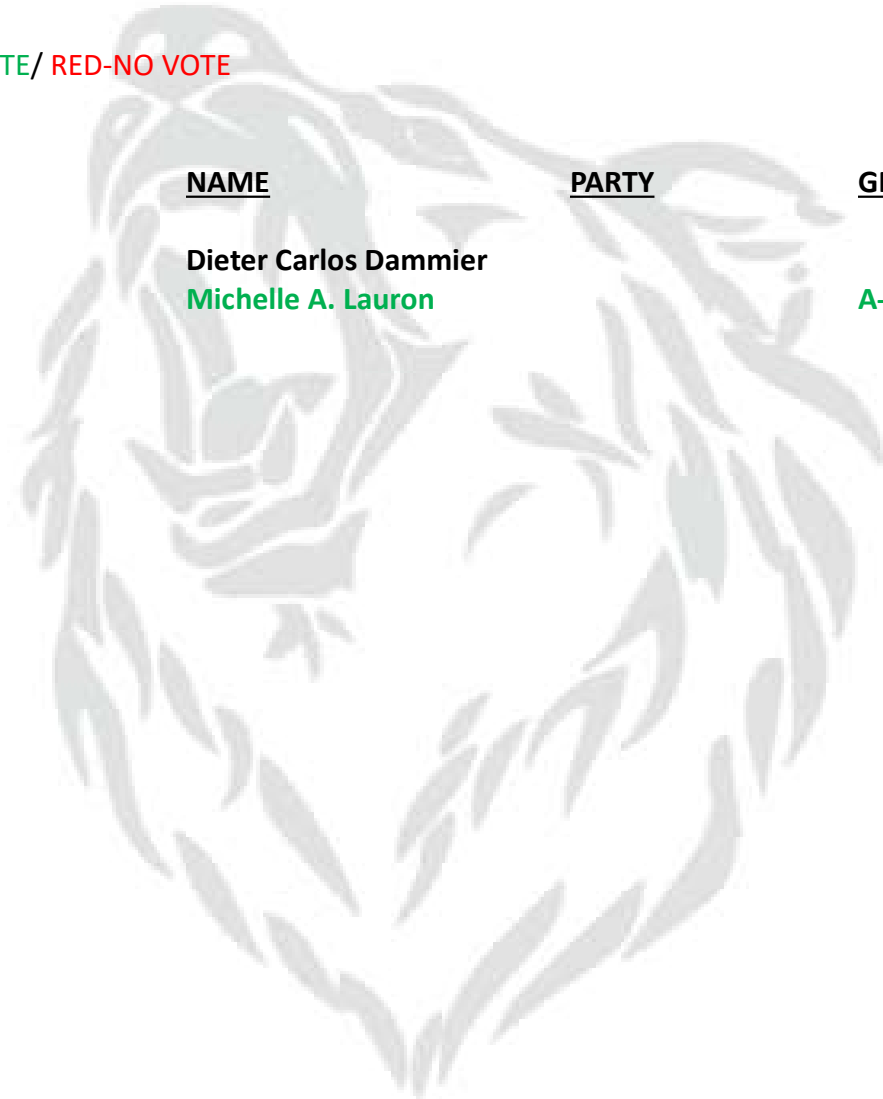 TE/ RED-NO VOTE
NAME PARTY
Dieter Carlos Dammier
Michelle A. Lauron A-